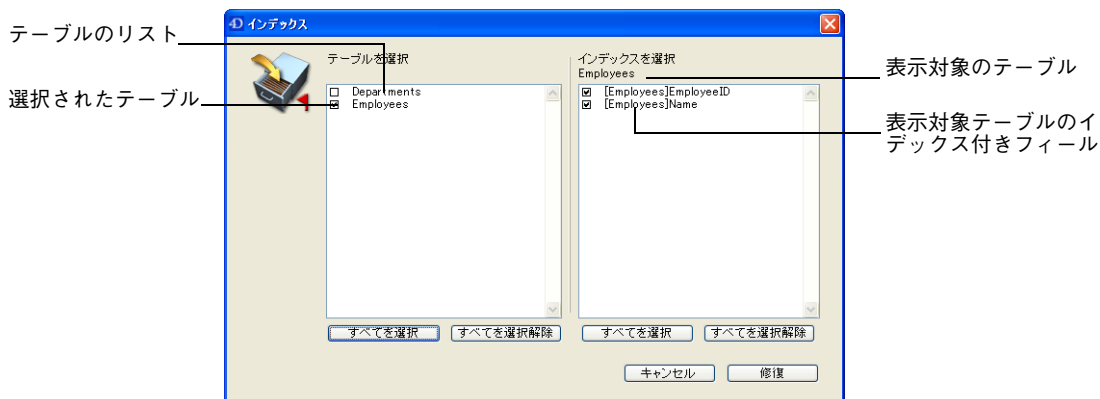 4D インデックス
テーブルのリスト
選択されたテーブル
テーブルを選択
Departments
Employees
すべてを選択
すべてを選択解除
インデックスを選択
Employees
[Employees]EmployeeID
[Employees]Name
すべてを選択
すべてを選択解除
キャンセル
修復
表示対象のテーブル
表示対象テーブルのイ
デックス付きフィール